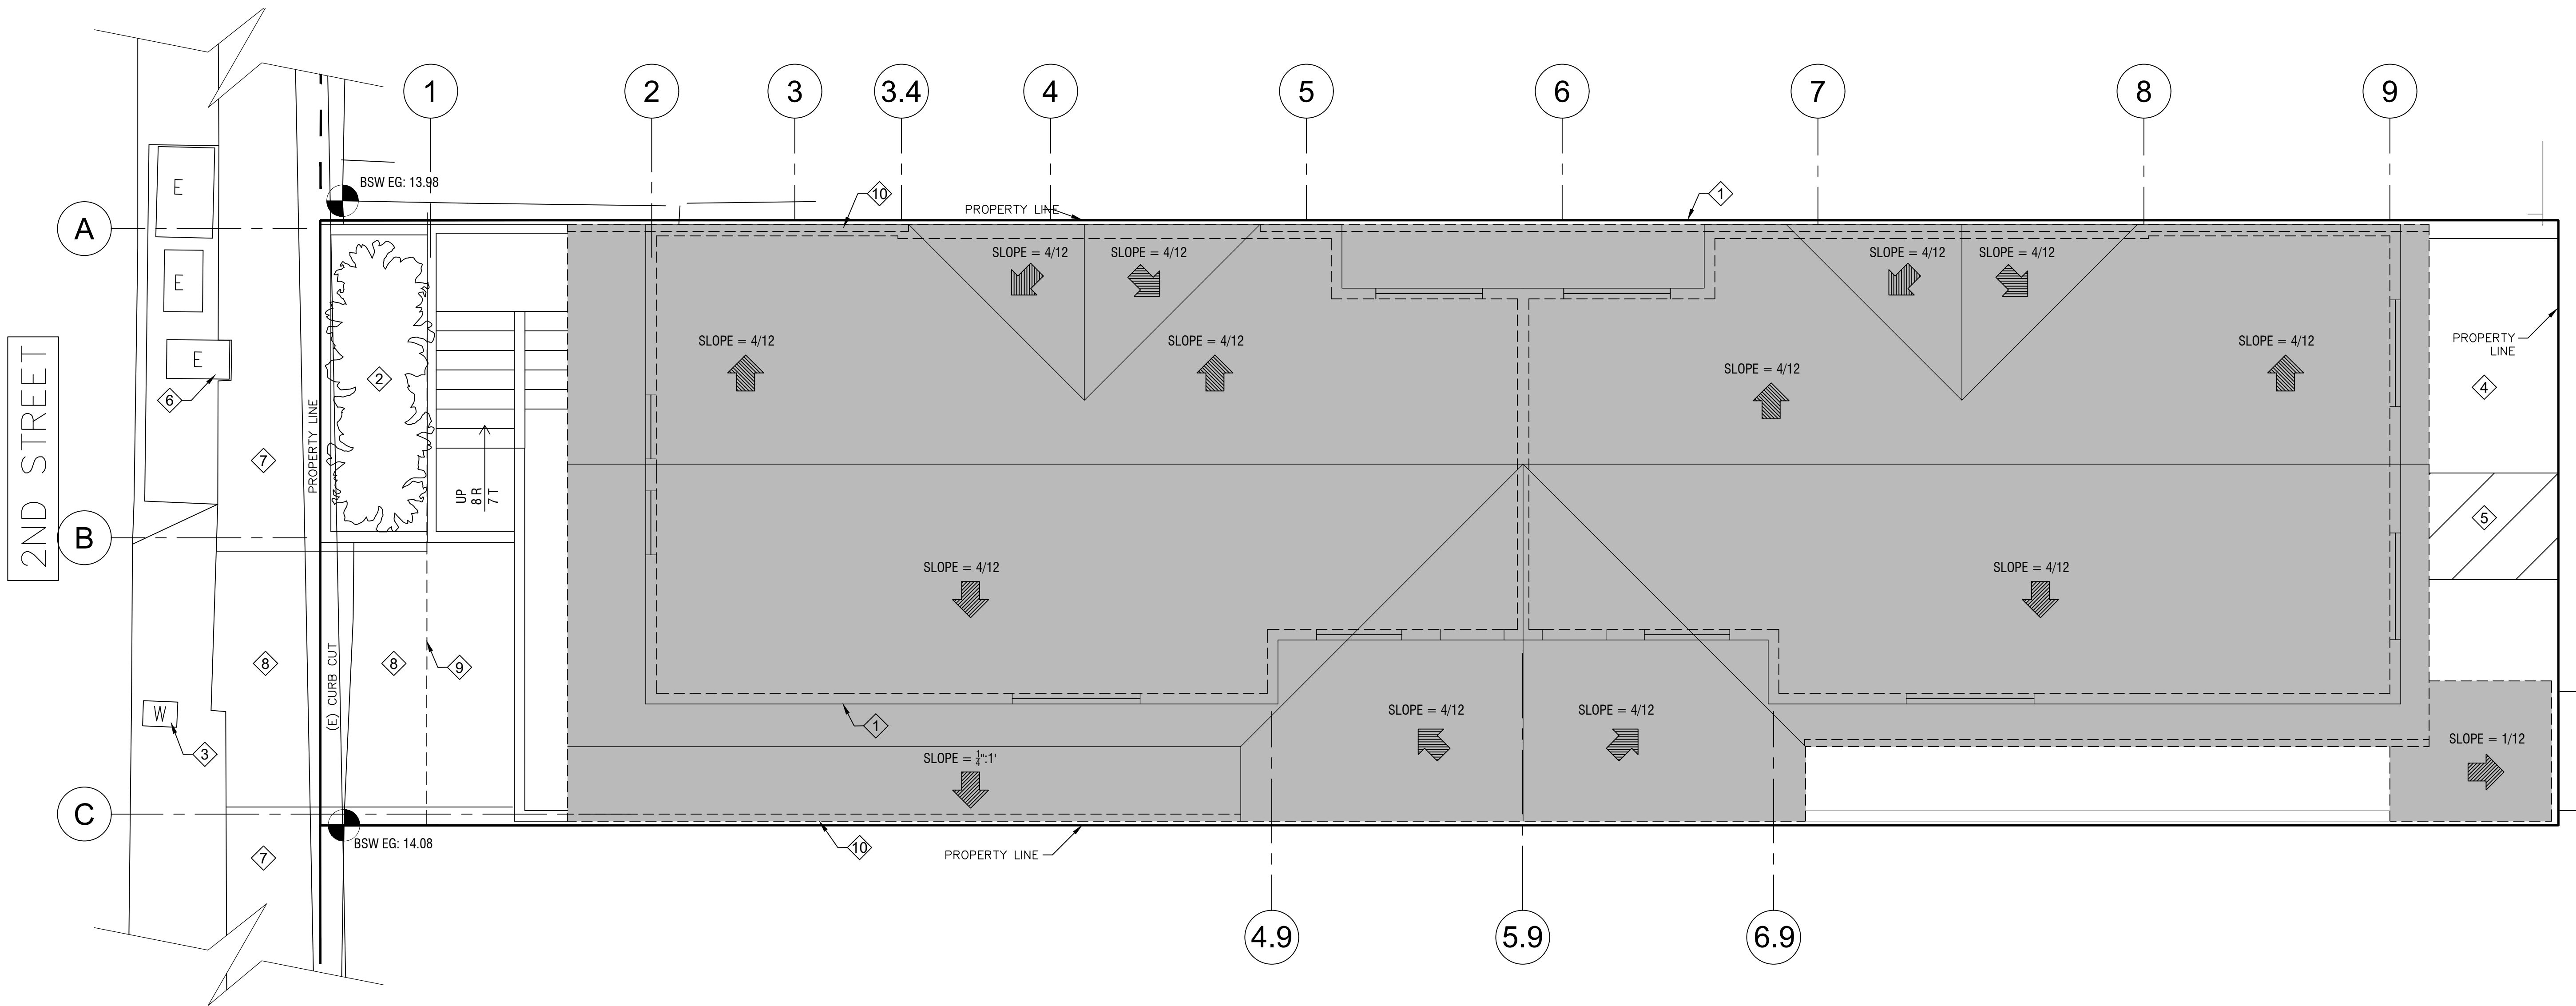 1
2
3
3.4
4
5
6
7
8
9
E
BSW EG: 13.98
10
PROPERTY LINE
1
A
E
E
6
2ND STREET
7
PROPERTY LINE
2
B
UP
8 R
7 T
SLOPE = 4/12
SLOPE = 4/12
SLOPE = 4/12
SLOPE = 4/12
SLOPE = 4/12
SLOPE = 4/12
SLOPE = 4/12
SLOPE = 4/12
PROPERTY
LINE
4
5
SLOPE = 4/12
SLOPE = 4/12
8
(E) CURB CUT
8
9
W
3
1
SLOPE = 4/12
SLOPE = 4/12
SLOPE = 1/12
SLOPE = 1/4":1'
C
BSW EG: 14.08
7
10
PROPERTY LINE
4.9
5.9
6.9